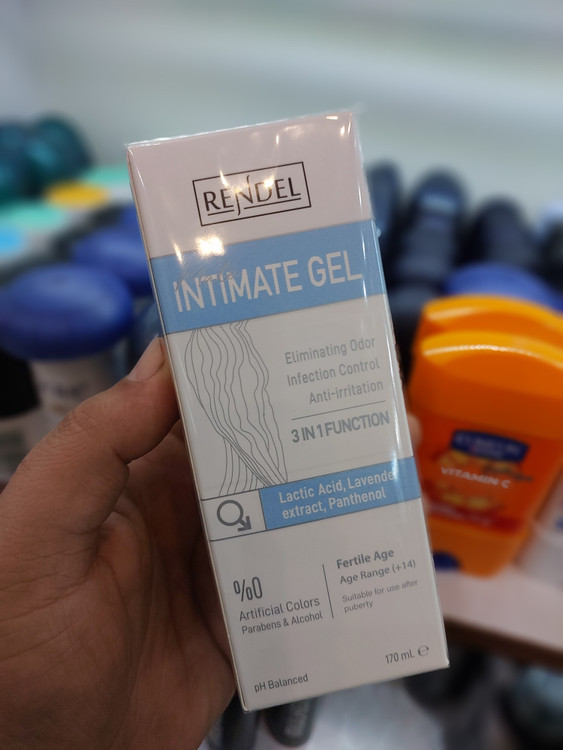 RENDEL
INTIMATE GEL
Eliminating Odor
Infection Control
Anti-irritation
3 IN 1 FUNCTION
Lactic Acid, Lavender
extract, Panthenol
%0
Artificial Colors
Parabens & Alcohol
Fertile Age
Age Range (+14)
Suitable for use after
puberty
pH Balanced
170 mL ℮
VITAMIN C